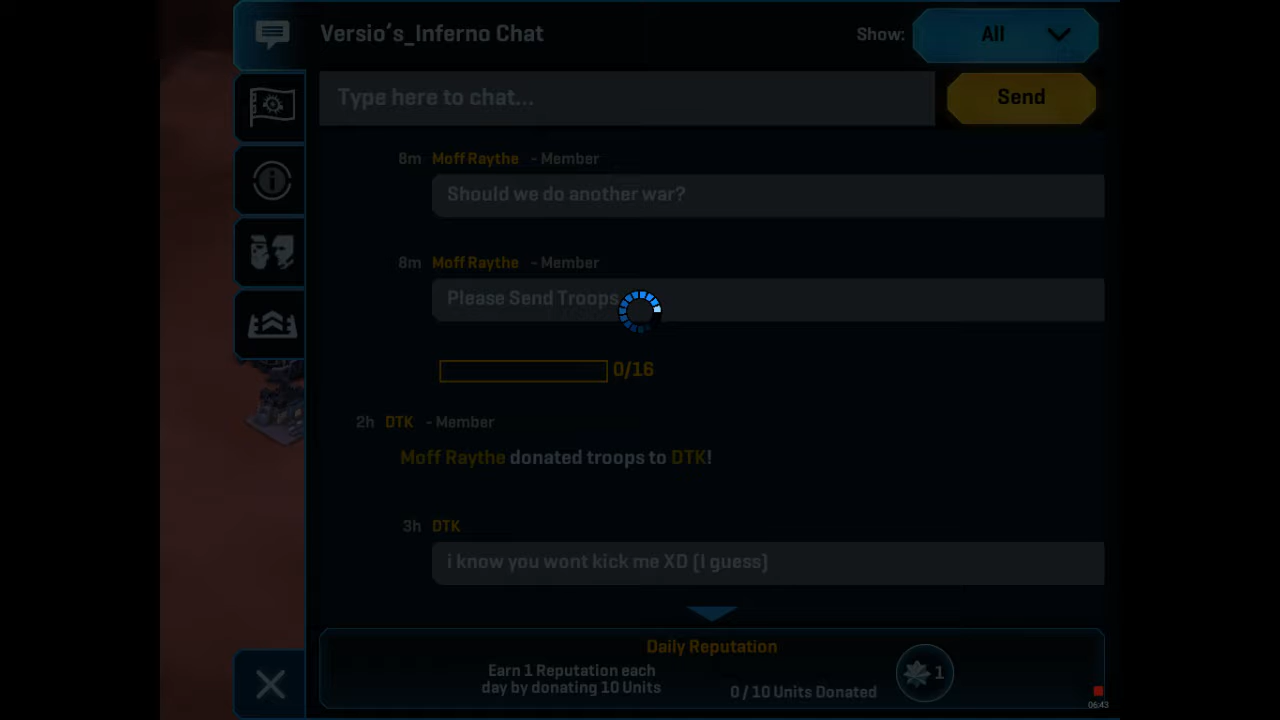 Versio's_Inferno Chat
Show:
All
Type here to chat...
Send
8m Moff Raythe - Member
Should we do another war?
8m Moff Raythe - Member
Please Send Troops
0/16
2h DTK - Member
Moff Raythe donated troops to DTK!
3h DTK
i know you wont kick me XD (I guess)
Daily Reputation
Earn 1 Reputation each
day by donating 10 Units
0 / 10 Units Donated
1
06:43